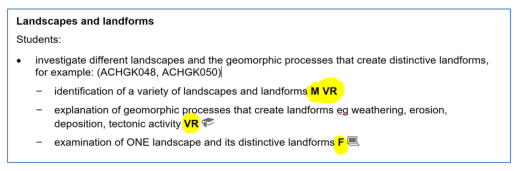 Landscapes and landforms
Students:
• investigate different landscapes and the geomorphic processes that create distinctive landforms,
for example: (ACHGK048, ACHGK050)
– identification of a variety of landscapes and landforms M VR
– explanation of geomorphic processes that create landforms eg weathering, erosion,
deposition, tectonic activity VR
– examination of ONE landscape and its distinctive landforms F